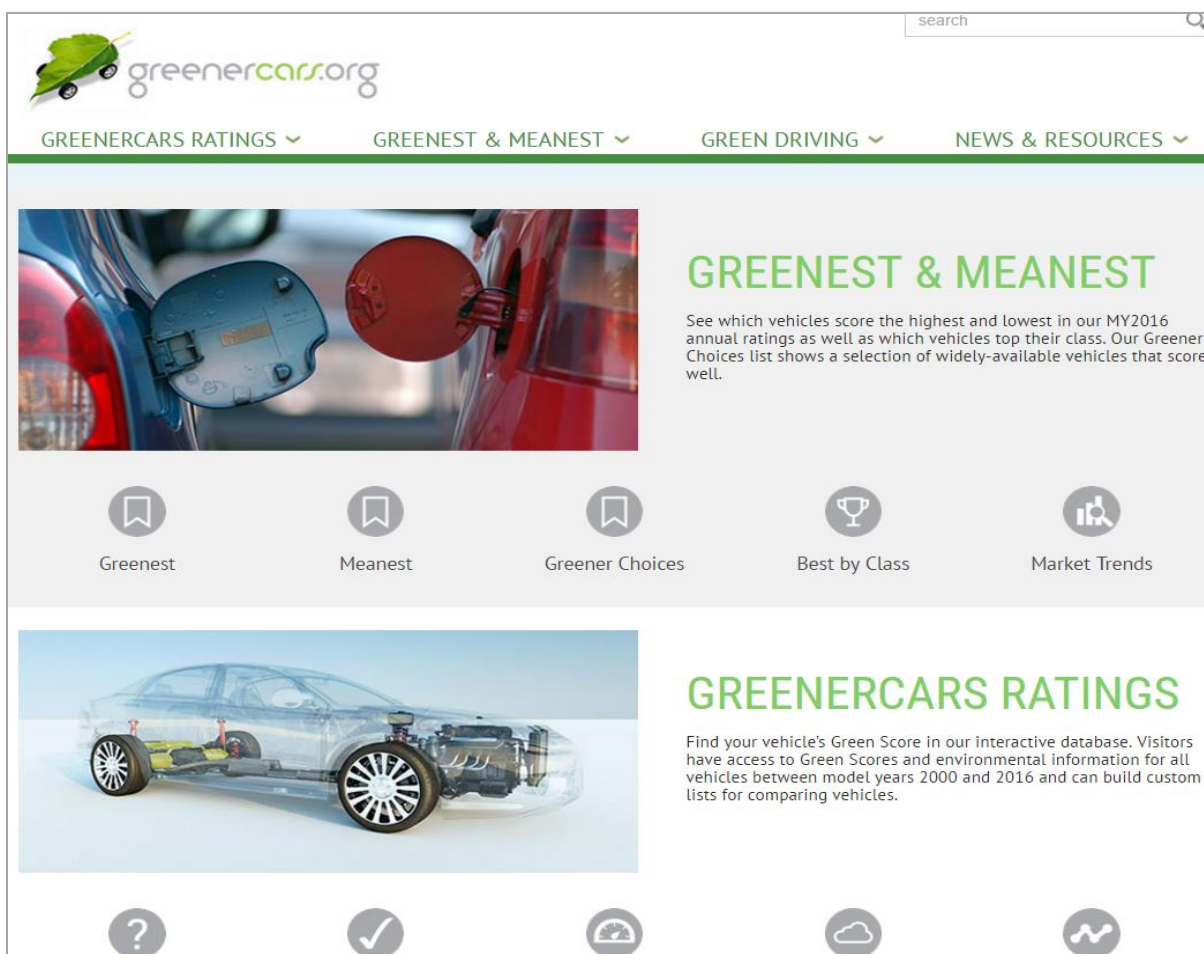 search
greenercars.org
GREENERCARS RATINGS
GREENEST & MEANEST
GREEN DRIVING
NEWS & RESOURCES
GREENEST & MEANEST
See which vehicles score the highest and lowest in our MY2016
annual ratings as well as which vehicles top their class. Our Greener
Choices list shows a selection of widely-available vehicles that score
well.
Greenest
Meanest
Greener Choices
Best by Class
Market Trends
GREENERCARS RATINGS
Find your vehicle's Green Score in our interactive database. Visitors
have access to Green Scores and environmental information for all
vehicles between model years 2000 and 2016 and can build custom
lists for comparing vehicles.
?